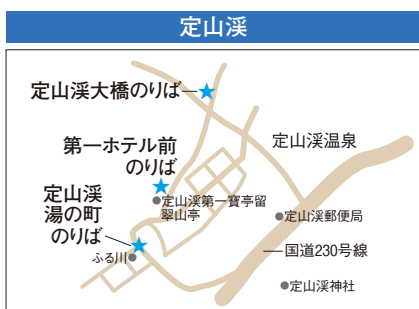 定山渓
定山渓大橋のりば
定山渓温泉
第一ホテル前
のりば
定山渓第一寶亭留
翠山亭
定山渓
湯の町
のりば
ふる川
定山渓郵便局
国道230号線
定山渓神社